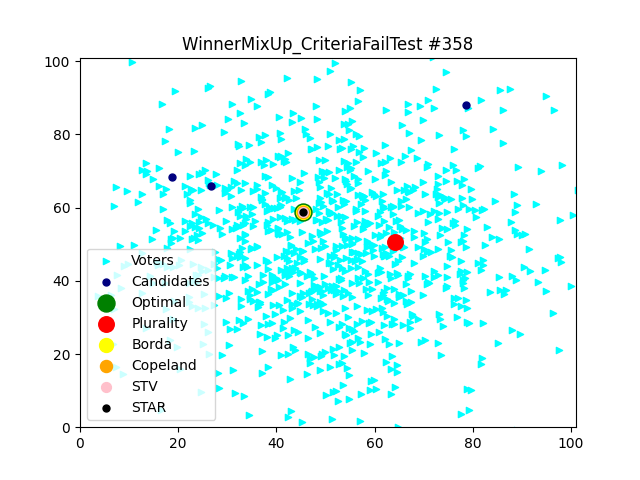 WinnerMixUp_CriteriaFailTest #358
100
80
60
40
20
0
Voters
Candidates
Optimal
Plurality
Borda
Copeland
STV
STAR
0 20 40 60 80 100